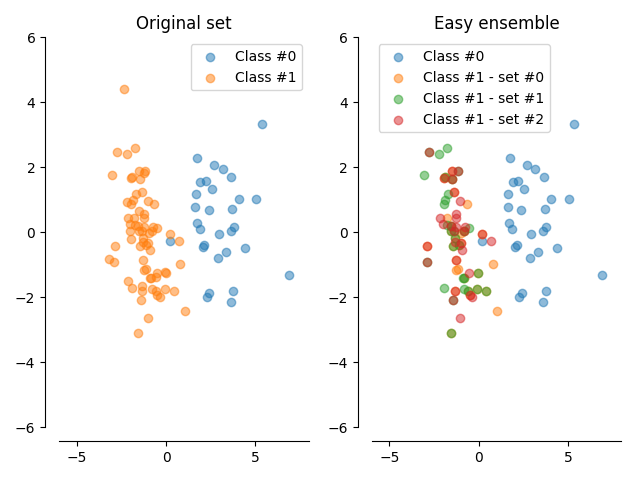 Original set
Easy ensemble
6
4
2
0
−2
−4
−6
−5
0
5
Class #0
Class #1
6
4
2
0
−2
−4
−6
−5
0
5
Class #0
Class #1 - set #0
Class #1 - set #1
Class #1 - set #2